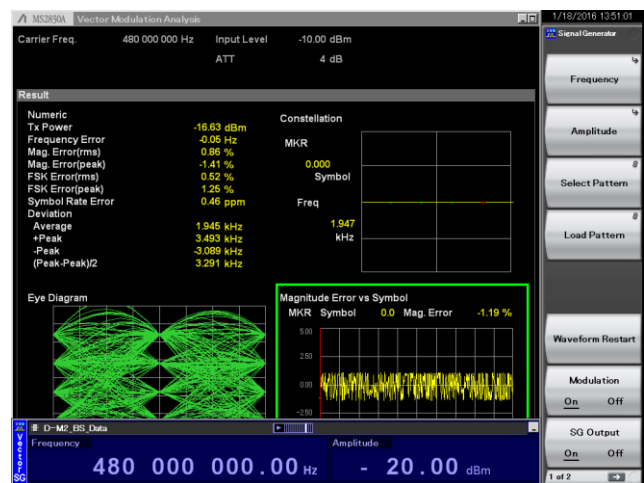 MS2830A Vector Modulation Analysis
1/18/2016 13:51:01
Carrier Freq. 480 000 000 Hz Input Level -10.00 dBm
ATT 4 dB
Result
Numeric
Tx Power -16.63 dBm
Frequency Error -0.05 Hz
Mag. Error(rms) 0.86 %
Mag. Error(peak) -1.41 %
FSK Error(rms) 0.52 %
FSK Error(peak) 1.25 %
Symbol Rate Error 0.46 ppm
Deviation
Average 1.945 kHz
+Peak 3.493 kHz
-Peak -3.089 kHz
(Peak-Peak)/2 3.291 kHz
Constellation
MKR
0.000
Symbol
Freq
1.947
kHz
Eye Diagram
Magnitude Error vs Symbol
MKR Symbol 0.0 Mag. Error -1.19 %
5.00
2.50
0.00
-2.50
Vector SG
D-M2_BS_Data
Frequency
480 000 000.00 Hz
Amplitude
- 20.00 dBm
Signal Generator
Frequency
Amplitude
Select Pattern
Load Pattern
Waveform Restart
Modulation
On Off
SG Output
On Off
1 of 2